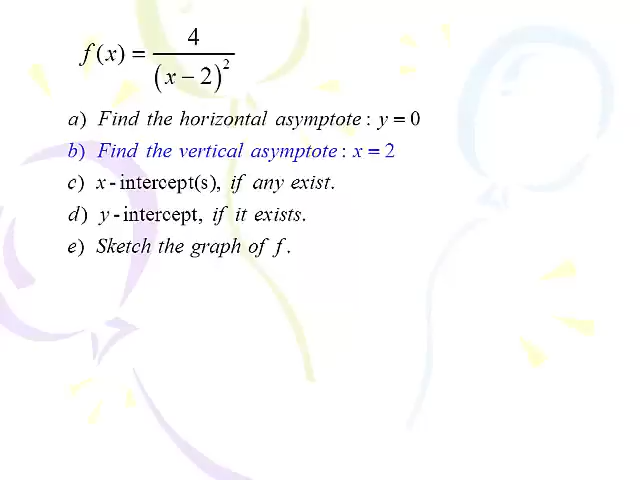 f(x) = 4 / (x − 2)²
a) Find the horizontal asymptote : y = 0
b) Find the vertical asymptote : x = 2
c) x - intercept(s), if any exist.
d) y - intercept, if it exists.
e) Sketch the graph of f.